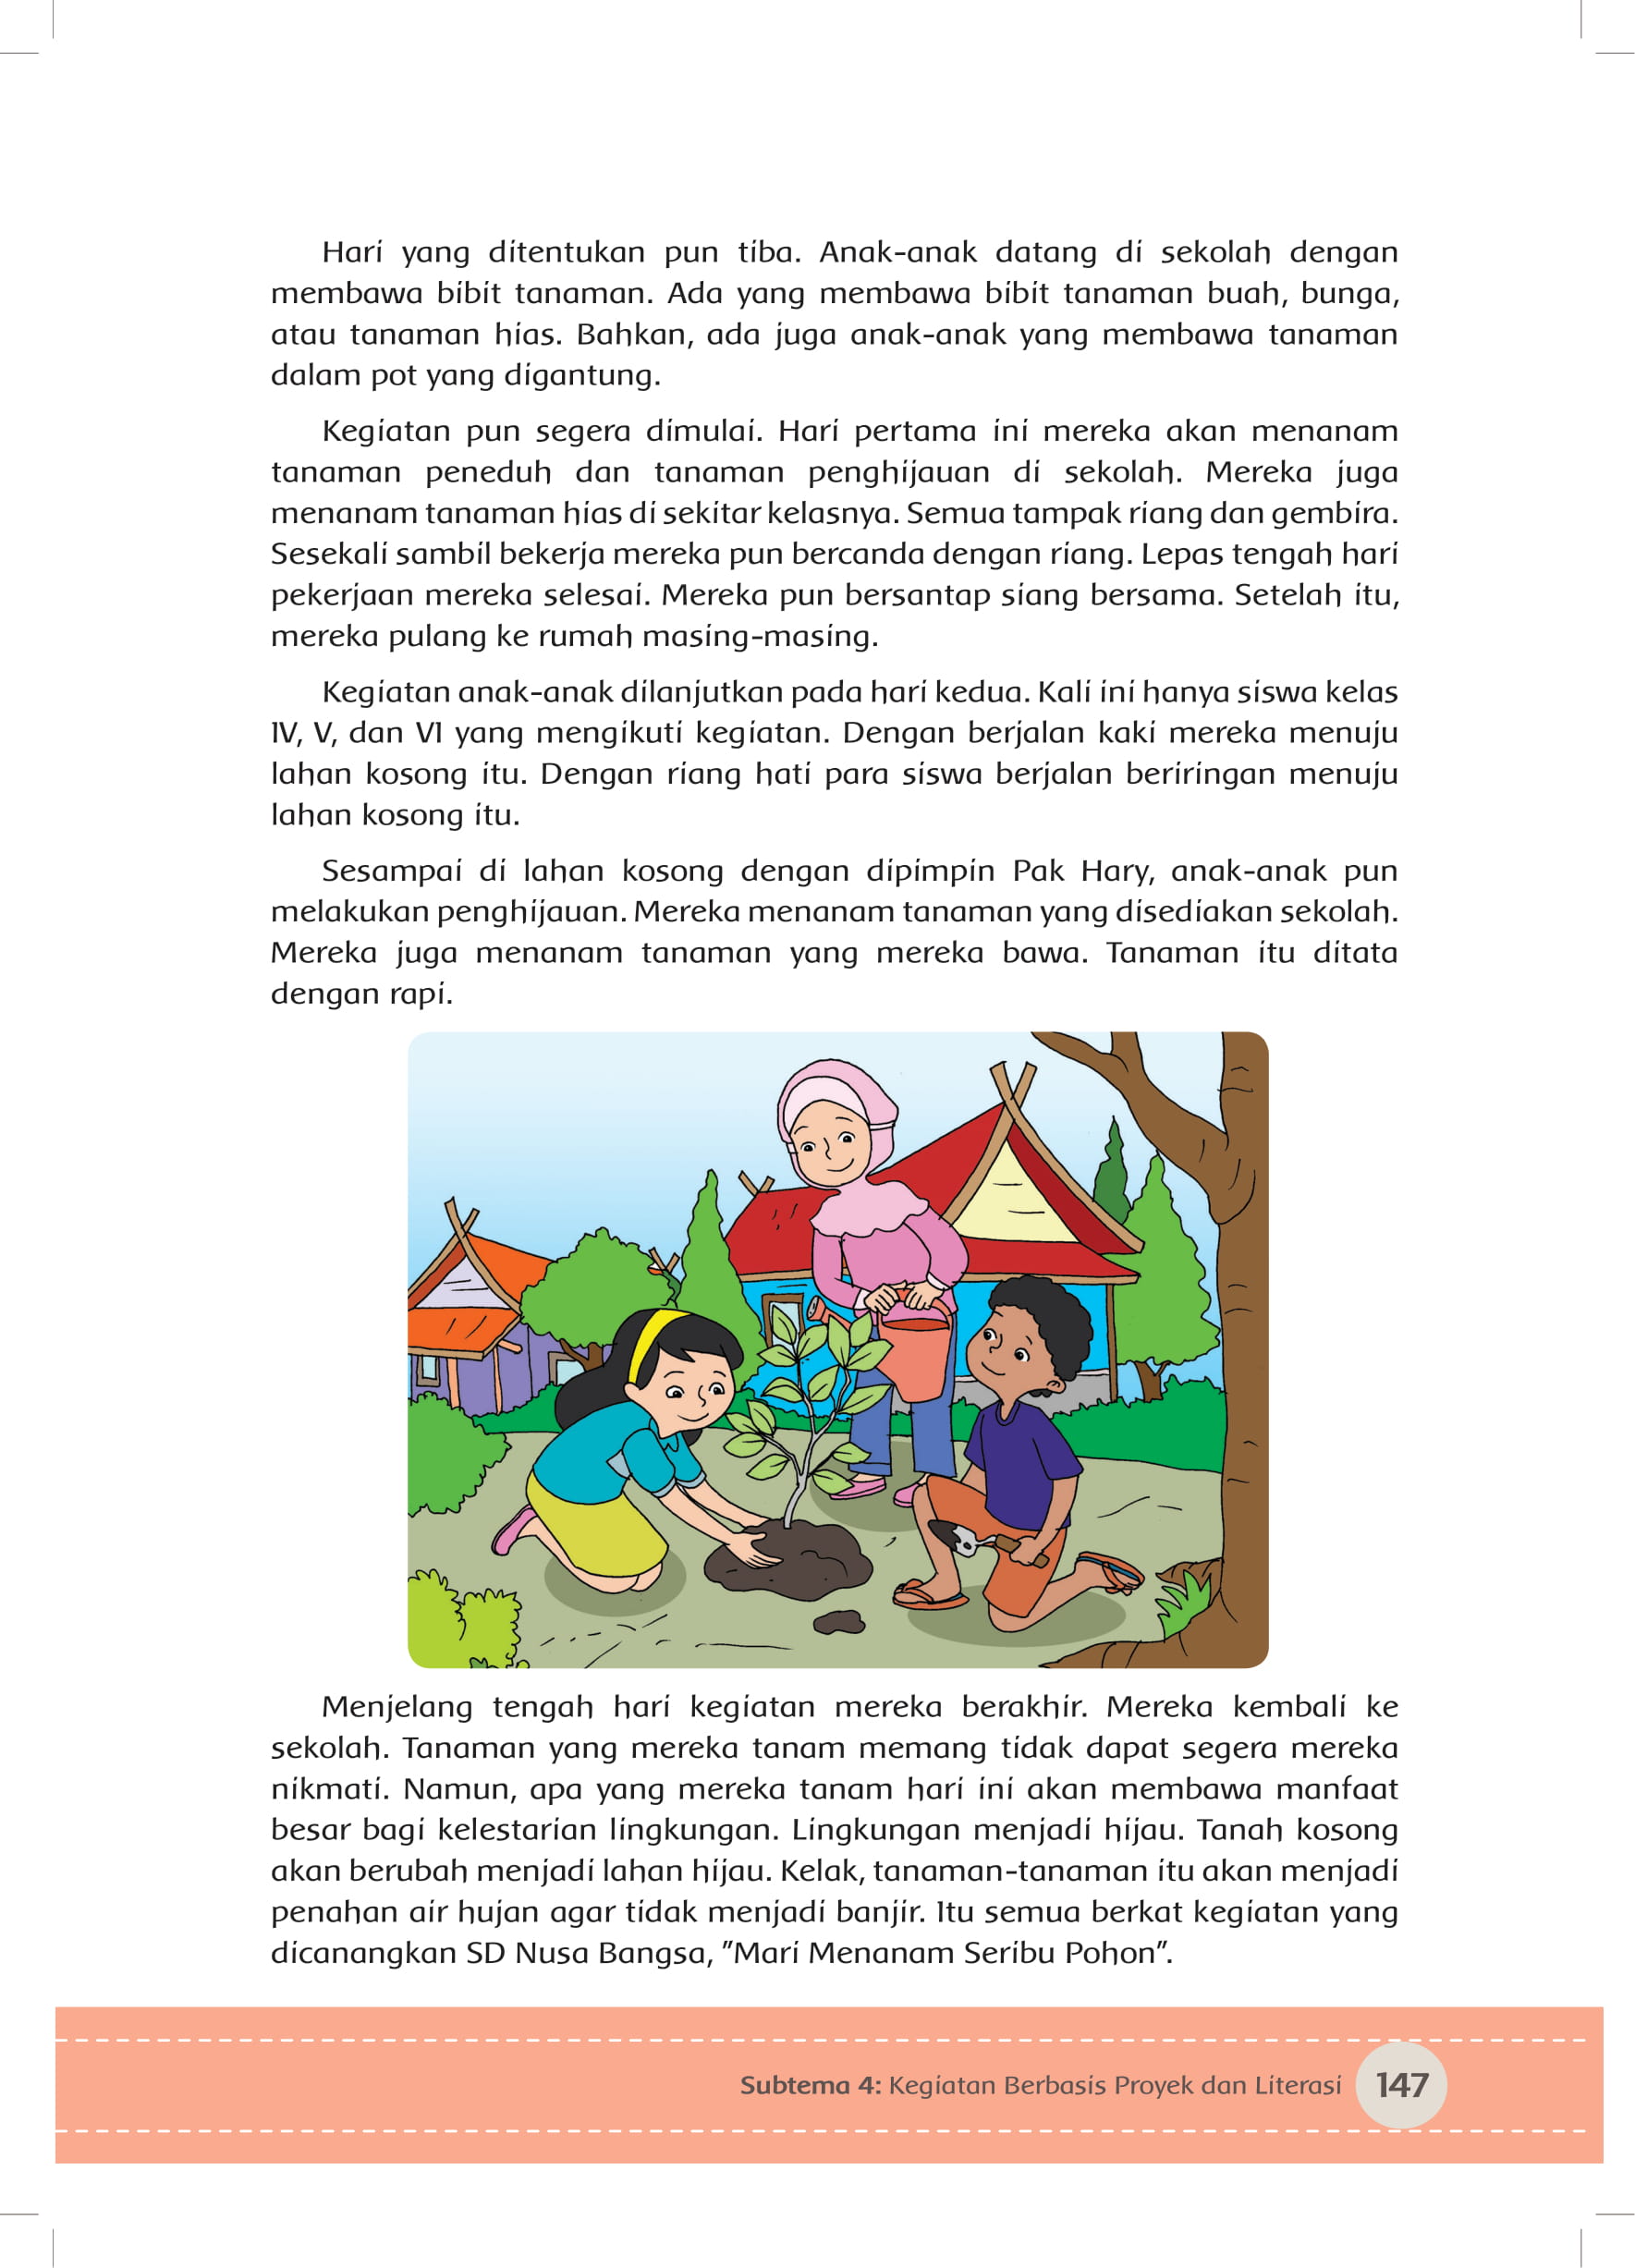 Hari yang ditentukan pun tiba. Anak-anak datang di sekolah dengan
membawa bibit tanaman. Ada yang membawa bibit tanaman buah, bunga,
atau tanaman hias. Bahkan, ada juga anak-anak yang membawa tanaman
dalam pot yang digantung.
Kegiatan pun segera dimulai. Hari pertama ini mereka akan menanam
tanaman peneduh dan tanaman penghijauan di sekolah. Mereka juga
menanam tanaman hias di sekitar kelasnya. Semua tampak riang dan gembira.
Sesekali sambil bekerja mereka pun bercanda dengan riang. Lepas tengah hari
pekerjaan mereka selesai. Mereka pun bersantap siang bersama. Setelah itu,
mereka pulang ke rumah masing-masing.
Kegiatan anak-anak dilanjutkan pada hari kedua. Kali ini hanya siswa kelas
IV, V, dan VI yang mengikuti kegiatan. Dengan berjalan kaki mereka menuju
lahan kosong itu. Dengan riang hati para siswa berjalan beriringan menuju
lahan kosong itu.
Sesampai di lahan kosong dengan dipimpin Pak Hary, anak-anak pun
melakukan penghijauan. Mereka menanam tanaman yang disediakan sekolah.
Mereka juga menanam tanaman yang mereka bawa. Tanaman itu ditata
dengan rapi.
Menjelang tengah hari kegiatan mereka berakhir. Mereka kembali ke
sekolah. Tanaman yang mereka tanam memang tidak dapat segera mereka
nikmati. Namun, apa yang mereka tanam hari ini akan membawa manfaat
besar bagi kelestarian lingkungan. Lingkungan menjadi hijau. Tanah kosong
akan berubah menjadi lahan hijau. Kelak, tanaman-tanaman itu akan menjadi
penahan air hujan agar tidak menjadi banjir. Itu semua berkat kegiatan yang
dicanangkan SD Nusa Bangsa, "Mari Menanam Seribu Pohon".
Subtema 4: Kegiatan Berbasis Proyek dan Literasi 147